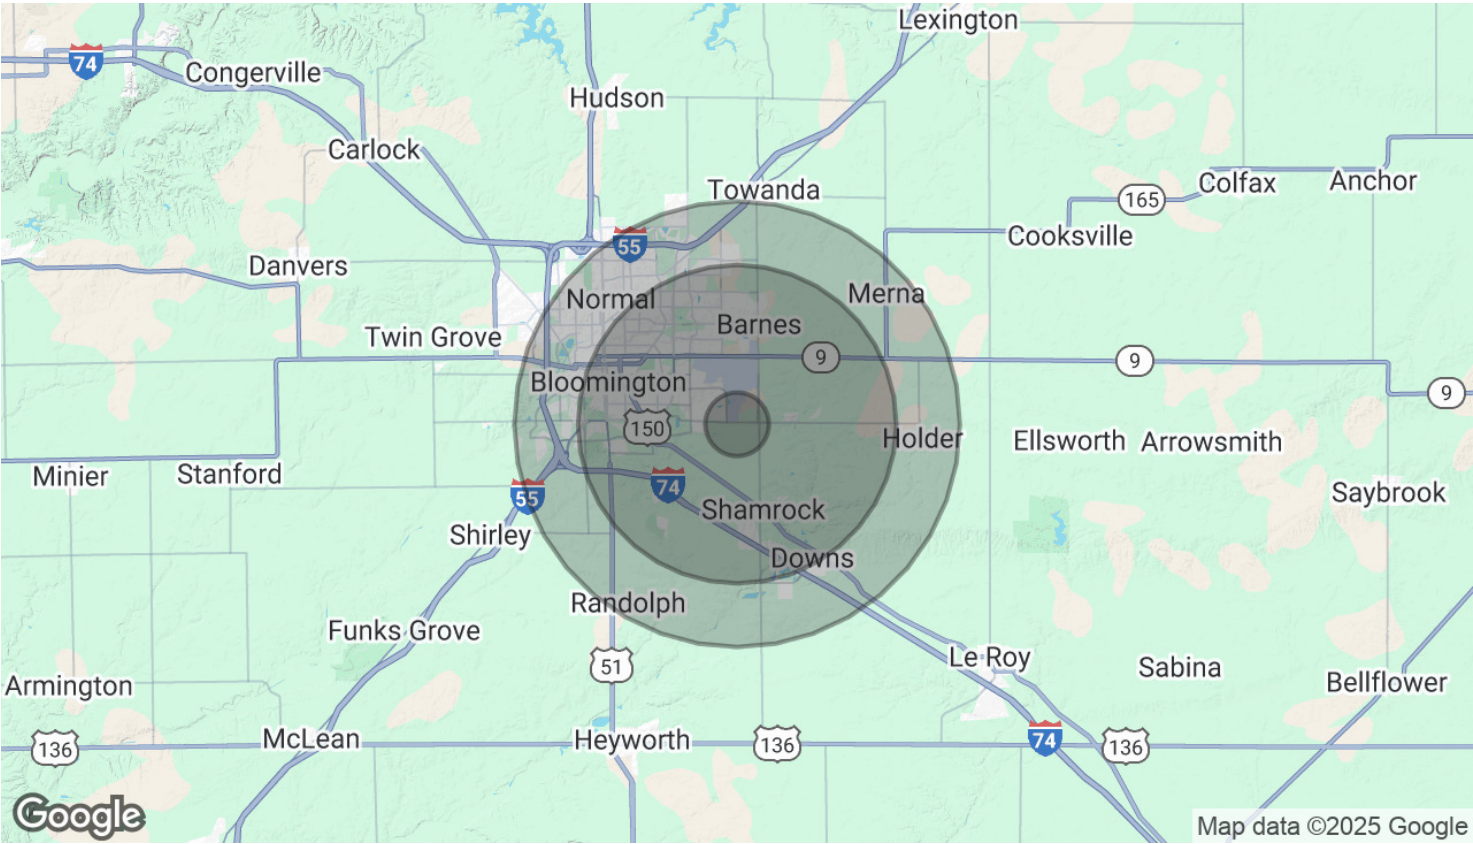 Lexington
74
Congerville
Hudson
Carlock
Towanda
165
Colfax
Anchor
55
Cooksville
Danvers
Normal
Merna
Barnes
Twin Grove
9
9
Bloomington
9
150
Holder
Ellsworth
Arrowsmith
Minier
Stanford
74
55
Saybrook
Shamrock
Shirley
Downs
Randolph
Funks Grove
51
Le Roy
Sabina
Armington
Bellflower
136
McLean
Heyworth
136
74
136
Google
Map data ©2025 Google